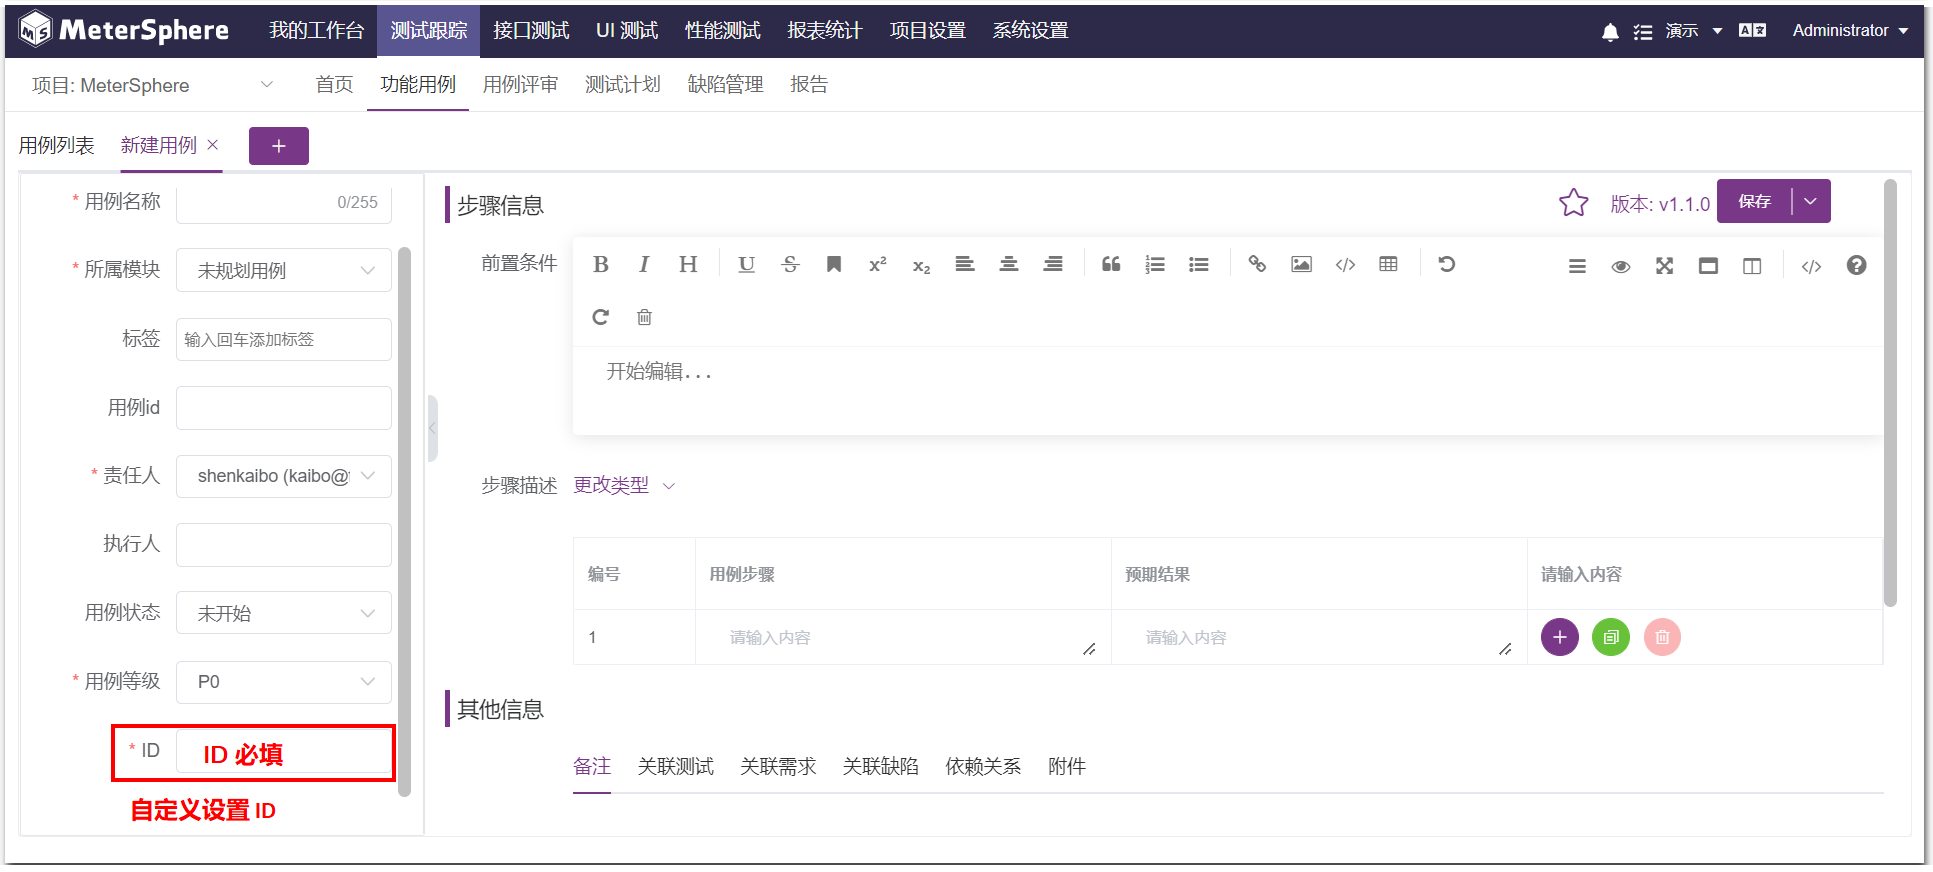 MeterSphere 我的工作台 测试跟踪 接口测试 UI 测试 性能测试 报表统计 项目设置 系统设置 演示 Administrator
项目: MeterSphere 首页 功能用例 用例评审 测试计划 缺陷管理 报告
用例列表 新建用例 × +
* 用例名称 0/255
* 所属模块 未规划用例
标签 输入回车添加标签
用例id
* 责任人 shenkaibo (kaibo@
执行人
用例状态 未开始
* 用例等级 P0
* ID ID 必填
自定义设置 ID
步骤信息 版本: v1.1.0 保存
前置条件
开始编辑...
步骤描述 更改类型
编号 用例步骤 预期结果 请输入内容
1 请输入内容 请输入内容
其他信息
备注 关联测试 关联需求 关联缺陷 依赖关系 附件